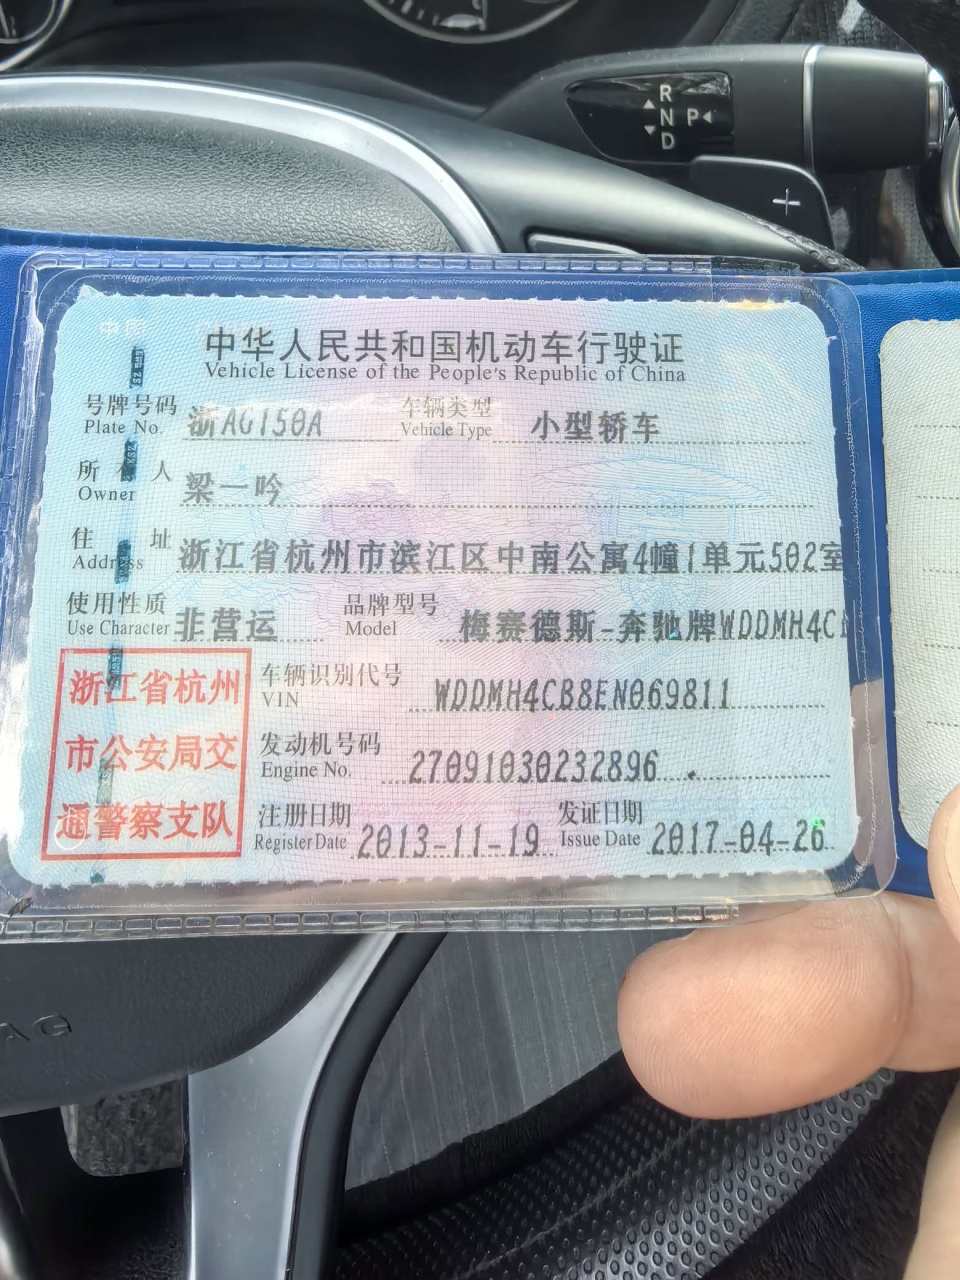 R
N P
D
+
中华人民共和国机动车行驶证
Vehicle License of the People's Republic of China
号牌号码 浙AG150A 车辆类型 小型轿车
Plate No. Vehicle Type
所有人 梁一吟
Owner
住址 浙江省杭州市滨江区中南公寓4幢1单元502室
Address
使用性质 非营运 品牌型号 梅赛德斯-奔驰牌WDDMH4C
Use Character Model
浙江省杭州
市公安局交
通警察支队
车辆识别代号 WDDMH4CB8EN069811
VIN
发动机号码 27091030232896
Engine No.
注册日期 2013-11-19 发证日期 2017-04-26
Register Date Issue Date
AG